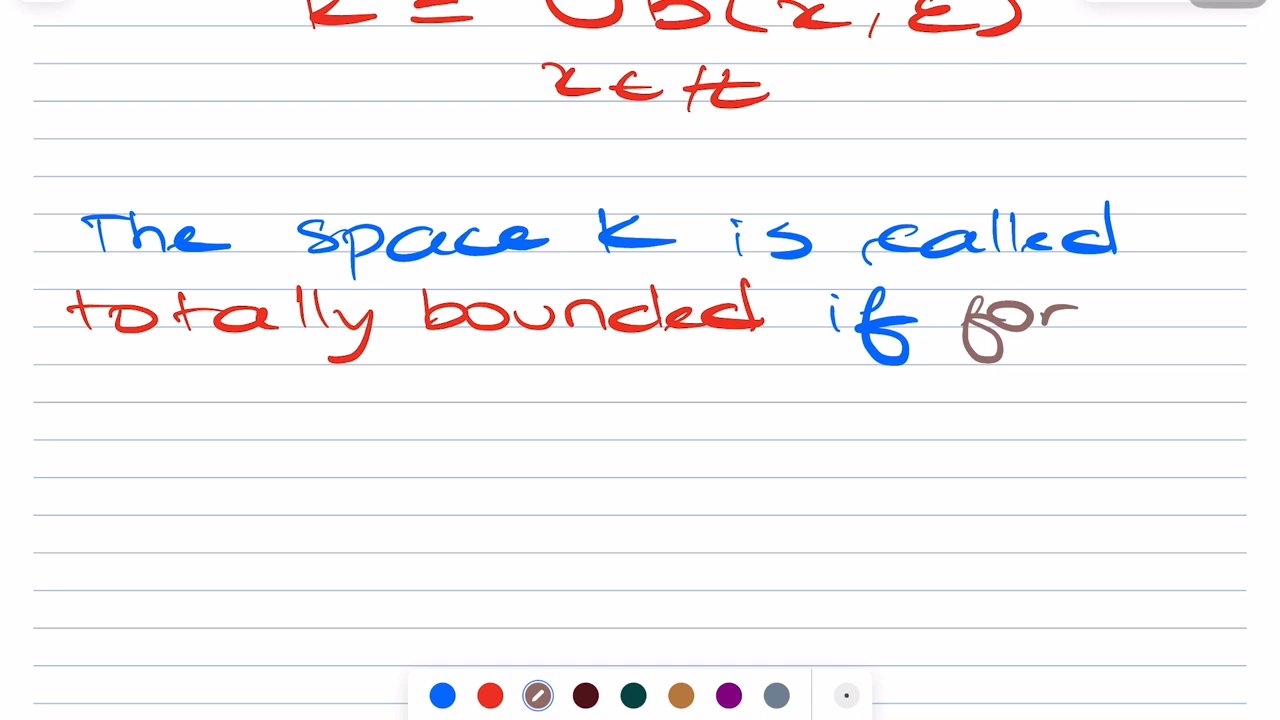 K = ∪ B(x, ε)
x ∈ H
The space K is called
totally bounded if for